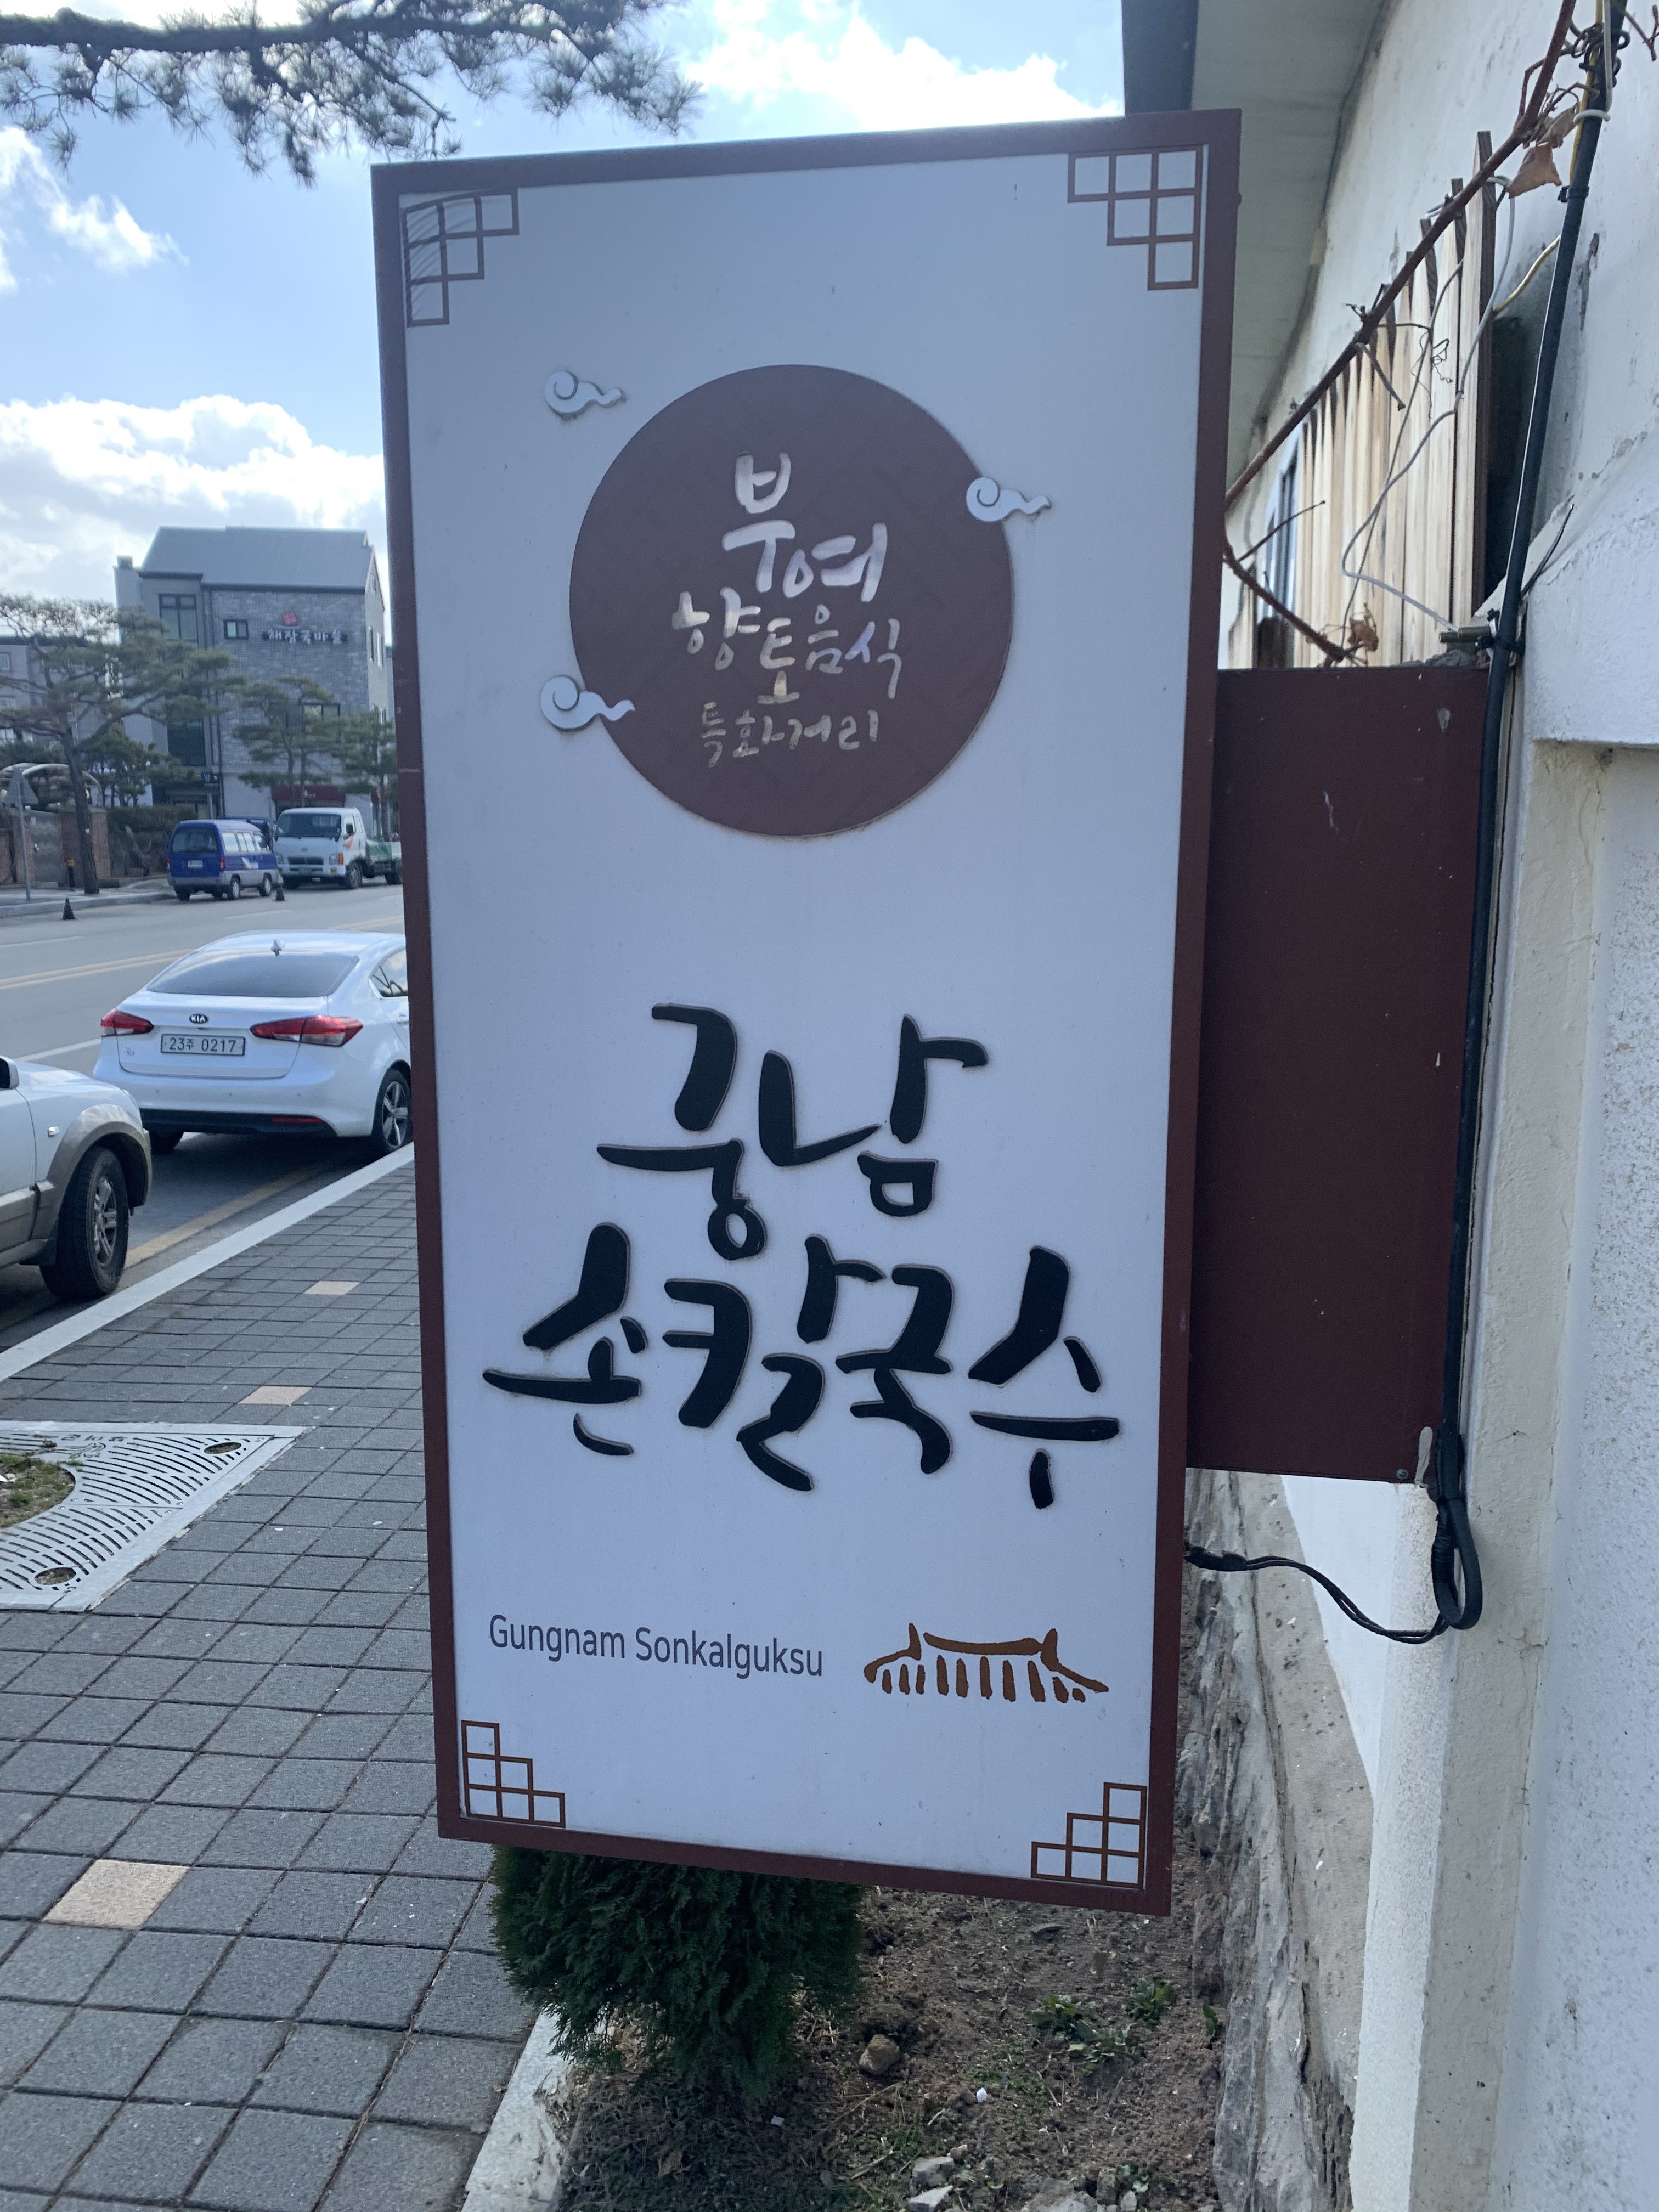 부여
향토음식
특화거리
궁남
손칼국수
Gungnam Sonkalguksu
해장국마을
KIA
23주 0217